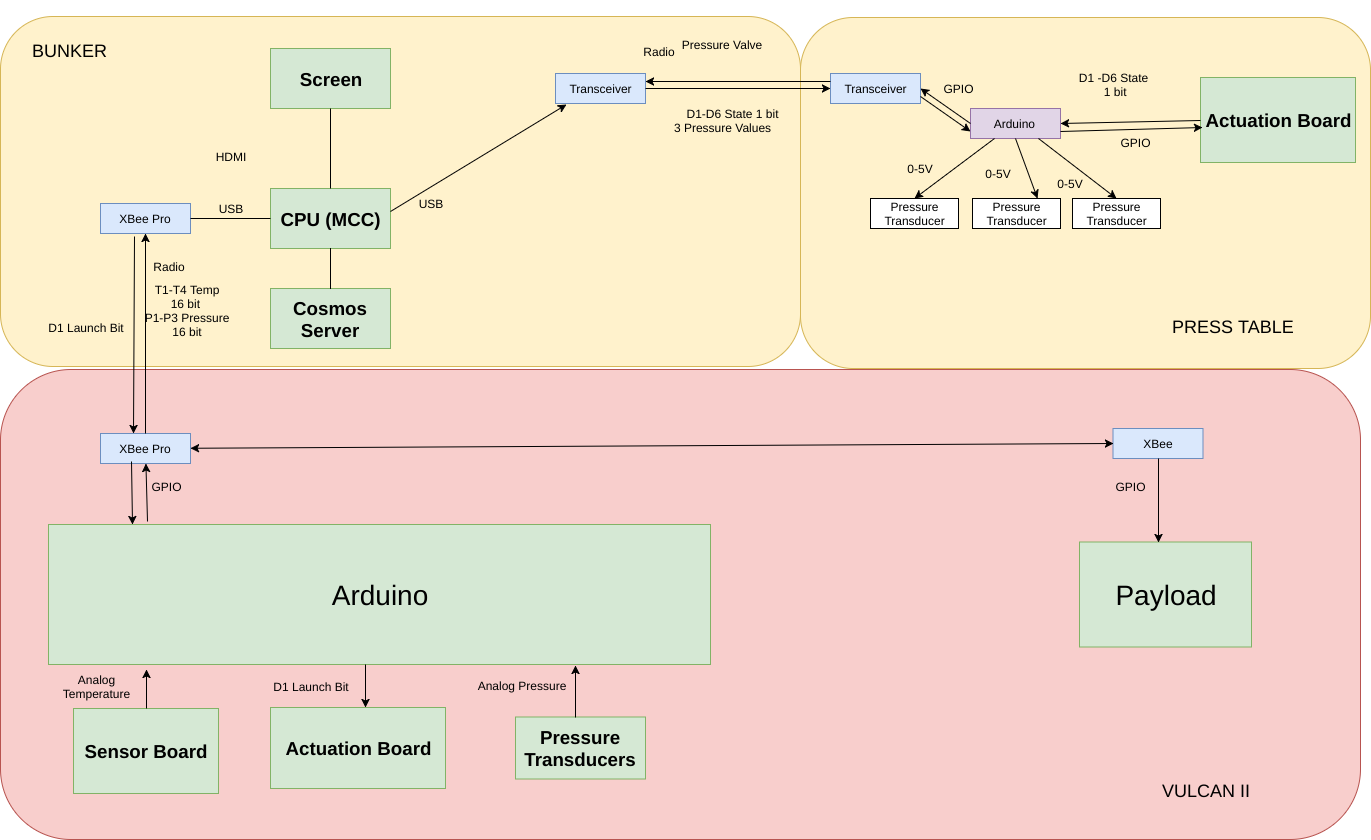 BUNKER
Screen
Radio
Pressure Valve
Transceiver
D1-D6 State 1 bit
3 Pressure Values
HDMI
USB
XBee Pro
USB
CPU (MCC)
Radio
T1-T4 Temp
16 bit
P1-P3 Pressure
16 bit
D1 Launch Bit
Cosmos
Server
Transceiver
GPIO
D1 -D6 State
1 bit
Arduino
Actuation Board
GPIO
0-5V
0-5V
0-5V
Pressure
Transducer
Pressure
Transducer
Pressure
Transducer
PRESS TABLE
XBee Pro
GPIO
XBee
GPIO
Arduino
Payload
Analog
Temperature
D1 Launch Bit
Analog Pressure
Sensor Board
Actuation Board
Pressure
Transducers
VULCAN II